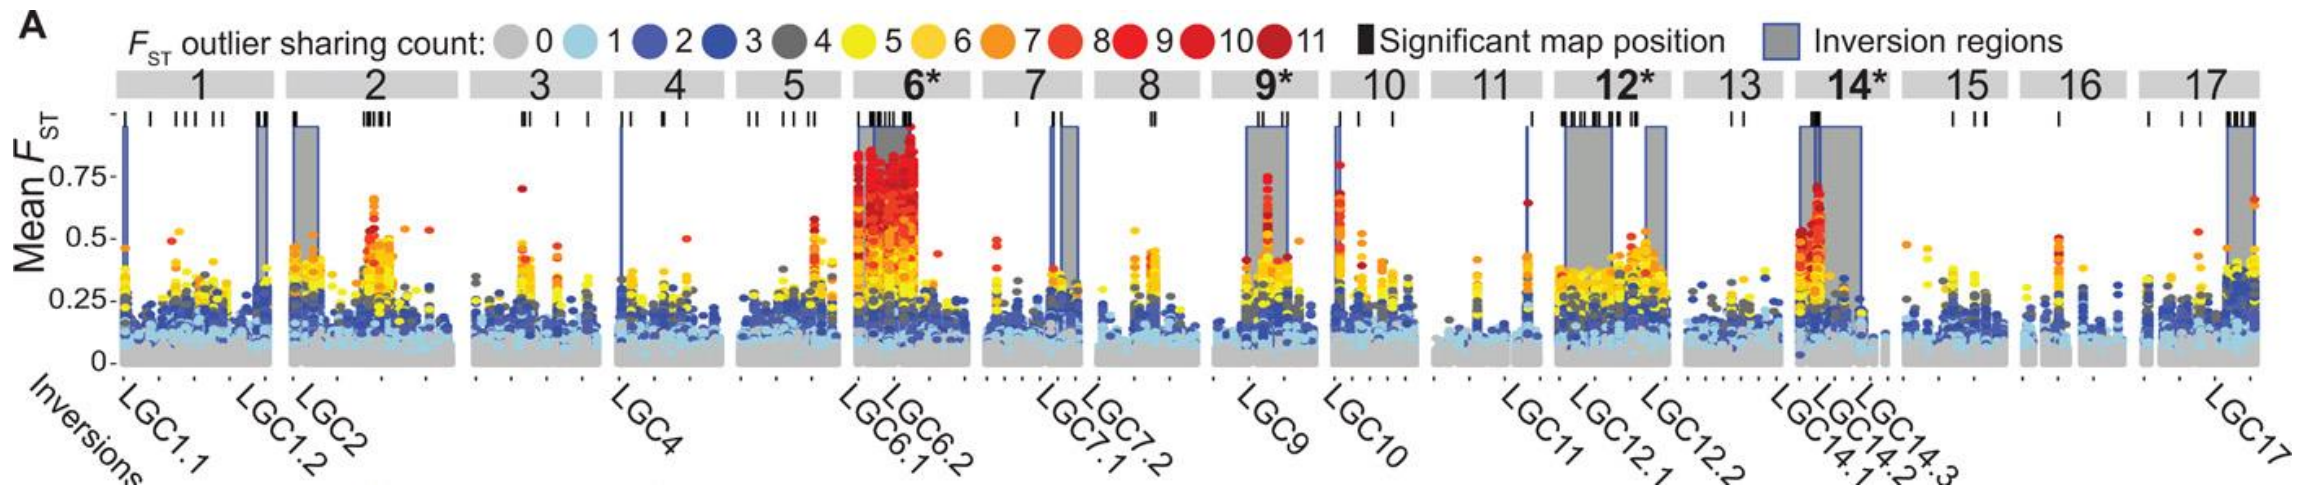 A
FST outlier sharing count: 0 1 2 3 4 5 6 7 8 9 10 11 Significant map position Inversion regions
1 2 3 4 5 6* 7 8 9* 10 11 12* 13 14* 15 16 17
Mean FST
0.75-
0.5-
0.25-
0-
Inversions LGC1.1 LGC1.2 LGC2 LGC4 LGC6.1 LGC6.2 LGC7.1 LGC7.2 LGC9 LGC10 LGC11 LGC12.1 LGC12.2 LGC14.1 LGC14.2 LGC14.3 LGC17